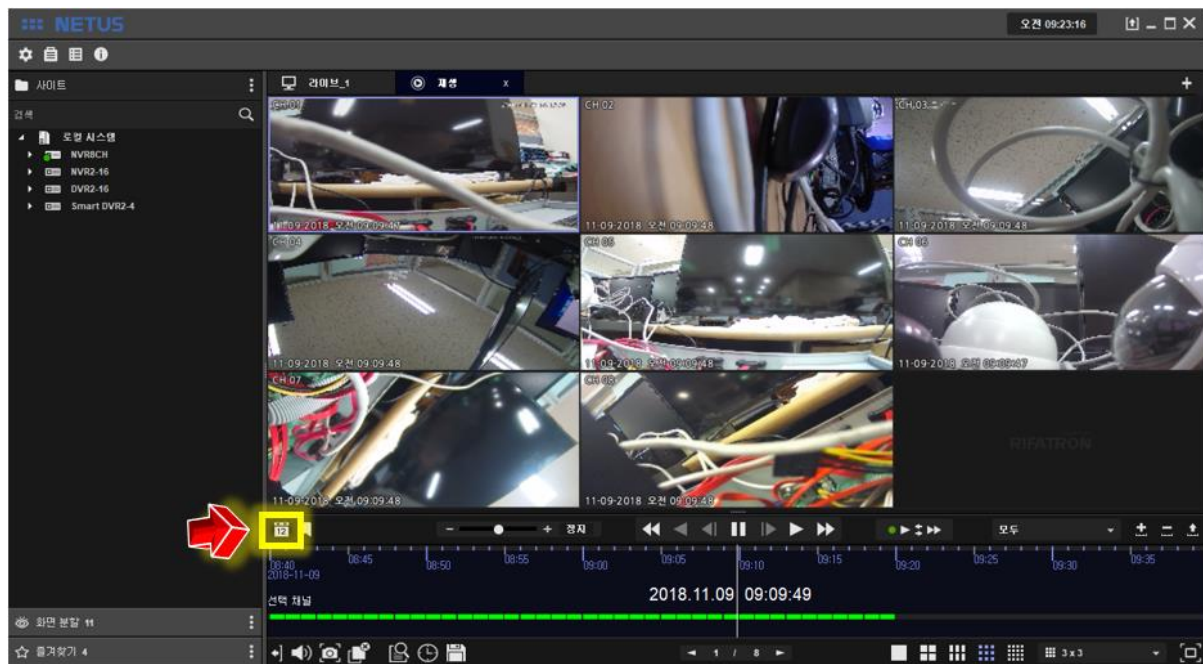 NETUS
오전 09:23:16
사이트
라이브_1
재생
x
검색
로컬 시스템
NVR8CH
NVR2-16
DVR2-16
Smart DVR2-4
CH 01
CH 02
CH 03
11-09-2018 오전 09:09:47
11-09-2018 오전 09:09:48
11-09-2018 오전 09:09:48
CH 04
CH 05
CH 06
11-09-2018 오전 09:09:48
11-09-2018 오전 09:09:48
11-09-2018 오전 09:09:47
CH 07
CH 08
RIFATRON
11-09-2018 오전 09:09:48
11-09-2018 오전 09:09:48
12
정지
모두
08:40
08:45
08:50
08:55
09:00
09:05
09:10
09:15
09:20
09:25
09:30
09:35
2018-11-09
선택 채널
2018.11.09 09:09:49
화면 분할 11
즐겨찾기 4
1 / 8
3 x 3